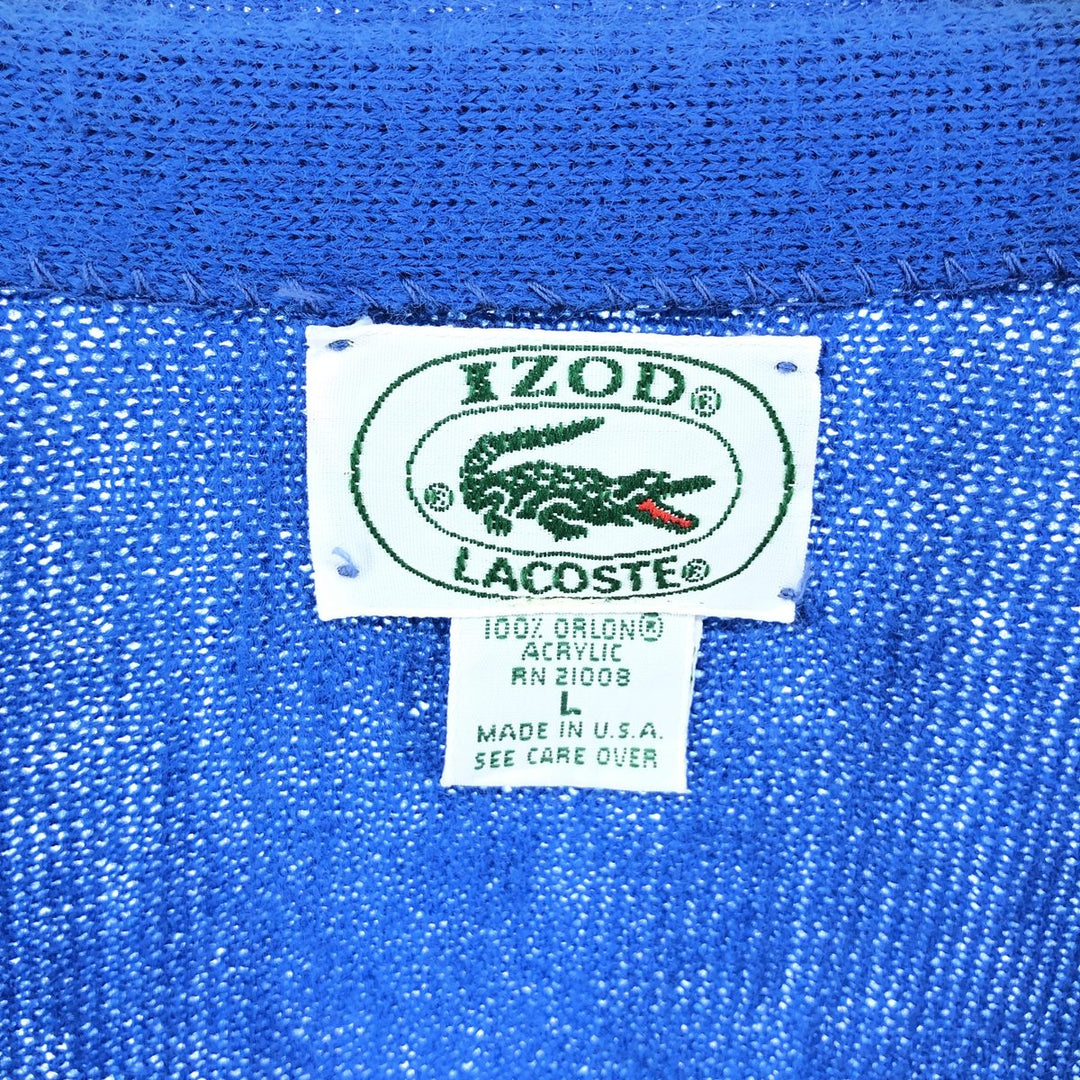 IZOD®
®
LACOSTE®
100% ORLON®
ACRYLIC
RN 21008
L
MADE IN U.S.A.
SEE CARE OVER